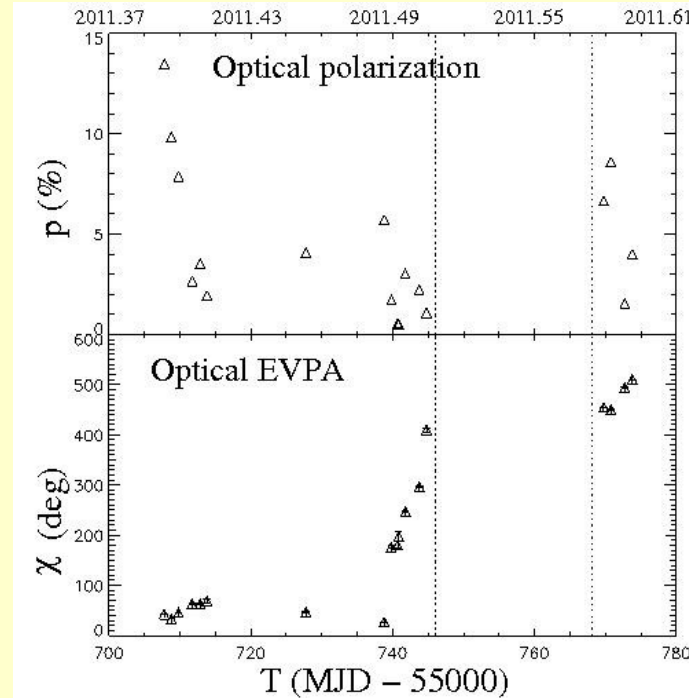 2011.37 2011.43 2011.49 2011.55 2011.61
15
Optical polarization
10
p (%)
5
0
600
Optical EVPA
500
400
300
χ (deg)
200
100
0
700 720 740 760 780
T (MJD − 55000)